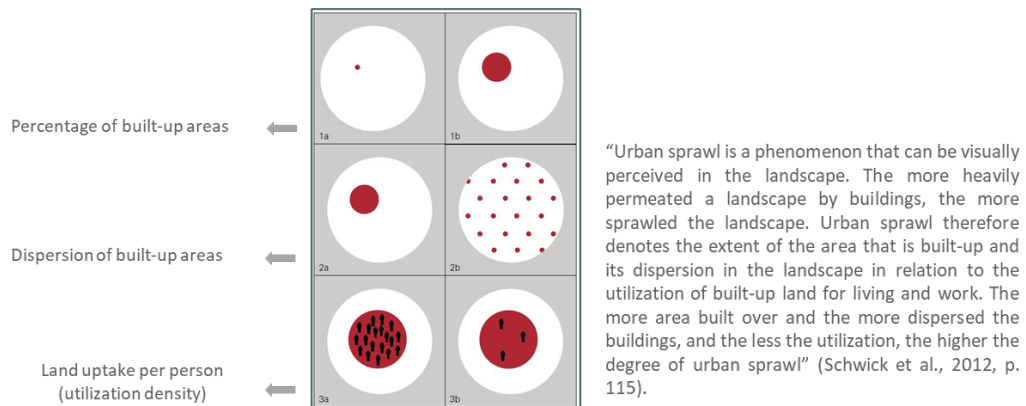 Percentage of built-up areas
1a
1b
Dispersion of built-up areas
2a
2b
Land uptake per person
(utilization density)
3a
3b
“Urban sprawl is a phenomenon that can be visually
perceived in the landscape. The more heavily
permeated a landscape by buildings, the more
sprawled the landscape. Urban sprawl therefore
denotes the extent of the area that is built-up and
its dispersion in the landscape in relation to the
utilization of built-up land for living and work. The
more area built over and the more dispersed the
buildings, and the less the utilization, the higher the
degree of urban sprawl” (Schwick et al., 2012, p.
115).